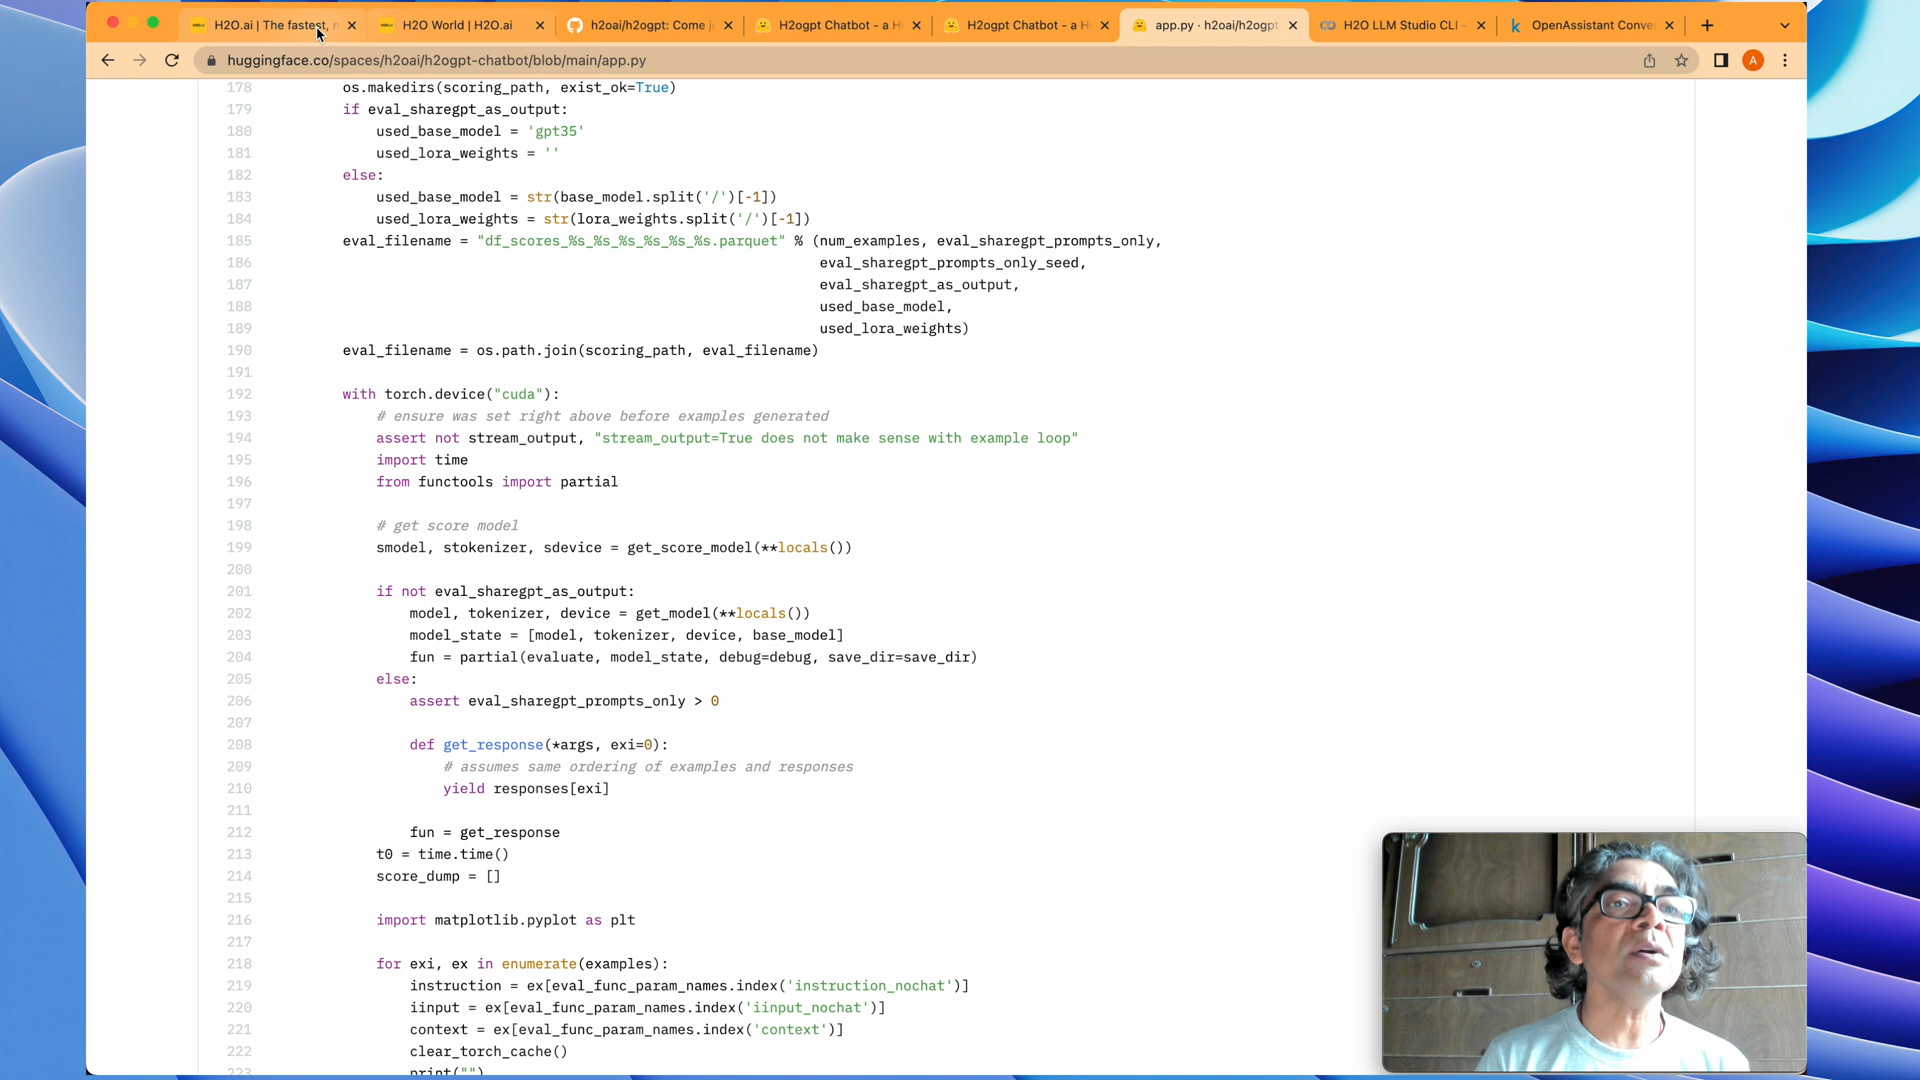 H2O.ai | The fastest, n
H2O World | H2O.ai
h2oai/h2ogpt: Come j
H2ogpt Chatbot - a H
H2ogpt Chatbot - a H
app.py · h2oai/h2ogpt
H2O LLM Studio CLI -
OpenAssistant Conve
huggingface.co/spaces/h2oai/h2ogpt-chatbot/blob/main/app.py
A
178 os.makedirs(scoring_path, exist_ok=True)
179 if eval_sharegpt_as_output:
180 used_base_model = 'gpt35'
181 used_lora_weights = ''
182 else:
183 used_base_model = str(base_model.split('/')[-1])
184 used_lora_weights = str(lora_weights.split('/')[-1])
185 eval_filename = "df_scores_%s_%s_%s_%s_%s_%s.parquet" % (num_examples, eval_sharegpt_prompts_only,
186 eval_sharegpt_prompts_only_seed,
187 eval_sharegpt_as_output,
188 used_base_model,
189 used_lora_weights)
190 eval_filename = os.path.join(scoring_path, eval_filename)
191
192 with torch.device("cuda"):
193 # ensure was set right above before examples generated
194 assert not stream_output, "stream_output=True does not make sense with example loop"
195 import time
196 from functools import partial
197
198 # get score model
199 smodel, stokenizer, sdevice = get_score_model(**locals())
200
201 if not eval_sharegpt_as_output:
202 model, tokenizer, device = get_model(**locals())
203 model_state = [model, tokenizer, device, base_model]
204 fun = partial(evaluate, model_state, debug=debug, save_dir=save_dir)
205 else:
206 assert eval_sharegpt_prompts_only > 0
207
208 def get_response(*args, exi=0):
209 # assumes same ordering of examples and responses
210 yield responses[exi]
211
212 fun = get_response
213 t0 = time.time()
214 score_dump = []
215
216 import matplotlib.pyplot as plt
217
218 for exi, ex in enumerate(examples):
219 instruction = ex[eval_func_param_names.index('instruction_nochat')]
220 iinput = ex[eval_func_param_names.index('iinput_nochat')]
221 context = ex[eval_func_param_names.index('context')]
222 clear_torch_cache()
223 print("")